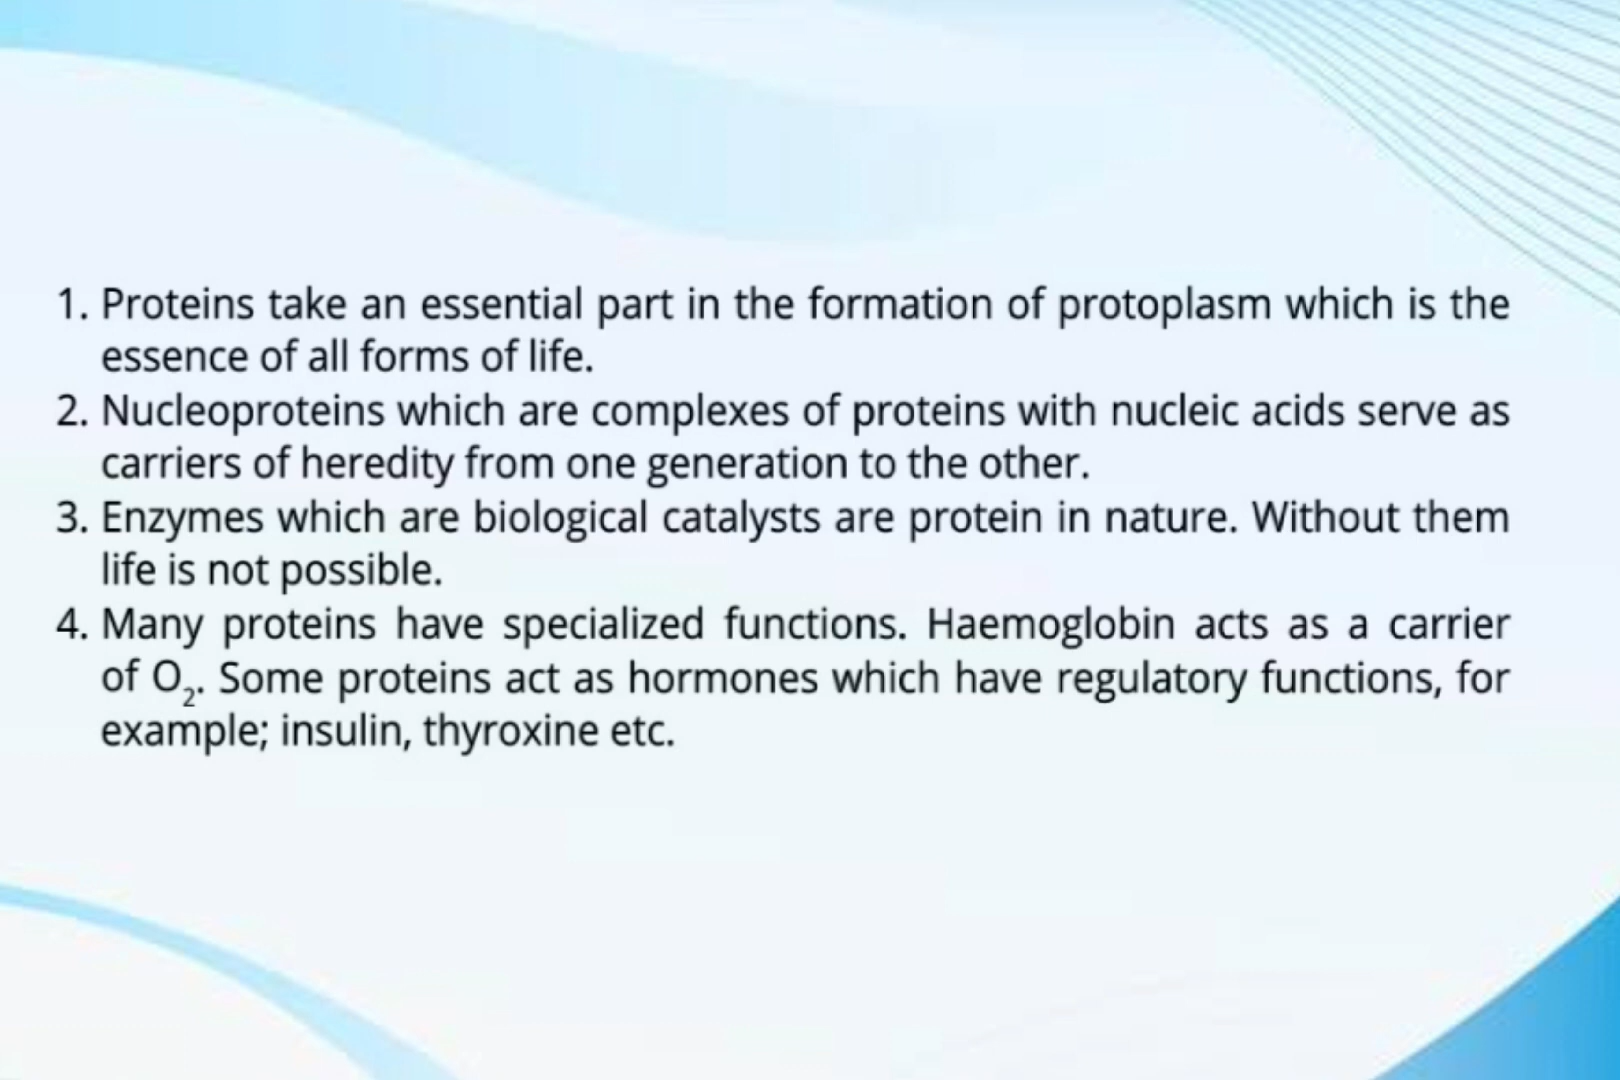 1. Proteins take an essential part in the formation of protoplasm which is the
essence of all forms of life.
2. Nucleoproteins which are complexes of proteins with nucleic acids serve as
carriers of heredity from one generation to the other.
3. Enzymes which are biological catalysts are protein in nature. Without them
life is not possible.
4. Many proteins have specialized functions. Haemoglobin acts as a carrier
of O₂. Some proteins act as hormones which have regulatory functions, for
example; insulin, thyroxine etc.